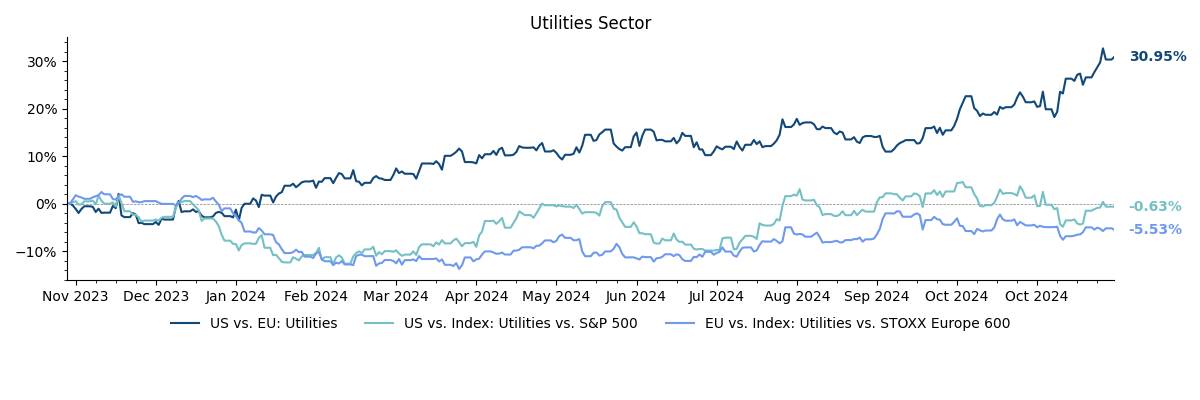 Utilities Sector
30%
20%
10%
0%
−10%
30.95%
-0.63%
-5.53%
Nov 2023 Dec 2023 Jan 2024 Feb 2024 Mar 2024 Apr 2024 May 2024 Jun 2024 Jul 2024 Aug 2024 Sep 2024 Oct 2024 Oct 2024
US vs. EU: Utilities US vs. Index: Utilities vs. S&P 500 EU vs. Index: Utilities vs. STOXX Europe 600